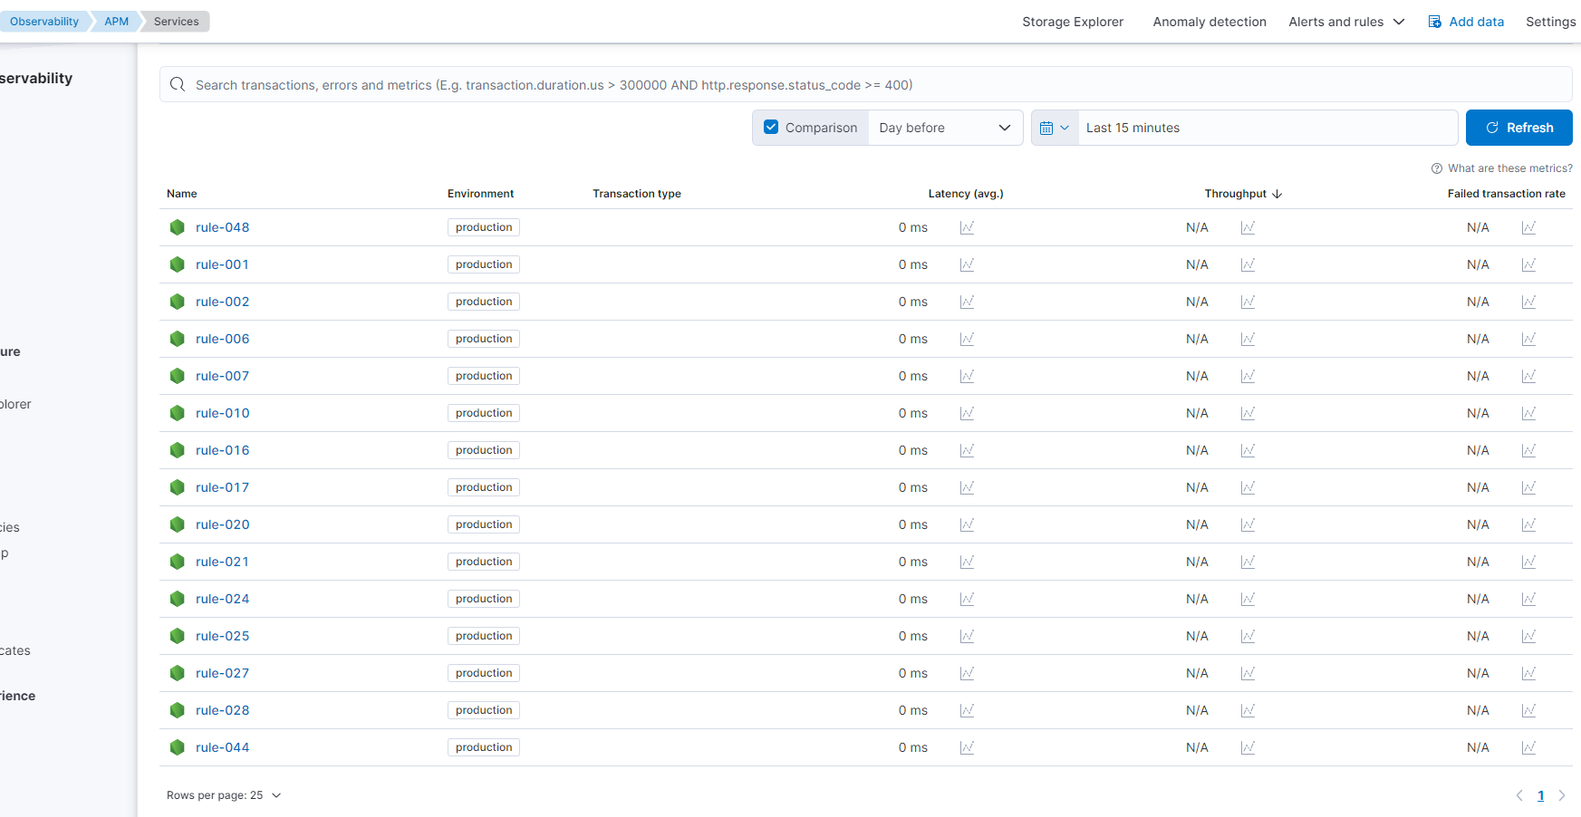 Observability APM Services Storage Explorer Anomaly detection Alerts and rules Add data Settings
servability
Search transactions, errors and metrics (E.g. transaction.duration.us > 300000 AND http.response.status_code >= 400)
Comparison Day before Last 15 minutes Refresh
What are these metrics?
Name Environment Transaction type Latency (avg.) Throughput Failed transaction rate
rule-048 production 0 ms N/A N/A
rule-001 production 0 ms N/A N/A
rule-002 production 0 ms N/A N/A
rule-006 production 0 ms N/A N/A
ure
rule-007 production 0 ms N/A N/A
plorer
rule-010 production 0 ms N/A N/A
rule-016 production 0 ms N/A N/A
rule-017 production 0 ms N/A N/A
rule-020 production 0 ms N/A N/A
cies
p
rule-021 production 0 ms N/A N/A
rule-024 production 0 ms N/A N/A
rule-025 production 0 ms N/A N/A
cates
rule-027 production 0 ms N/A N/A
rience
rule-028 production 0 ms N/A N/A
rule-044 production 0 ms N/A N/A
Rows per page: 25 1